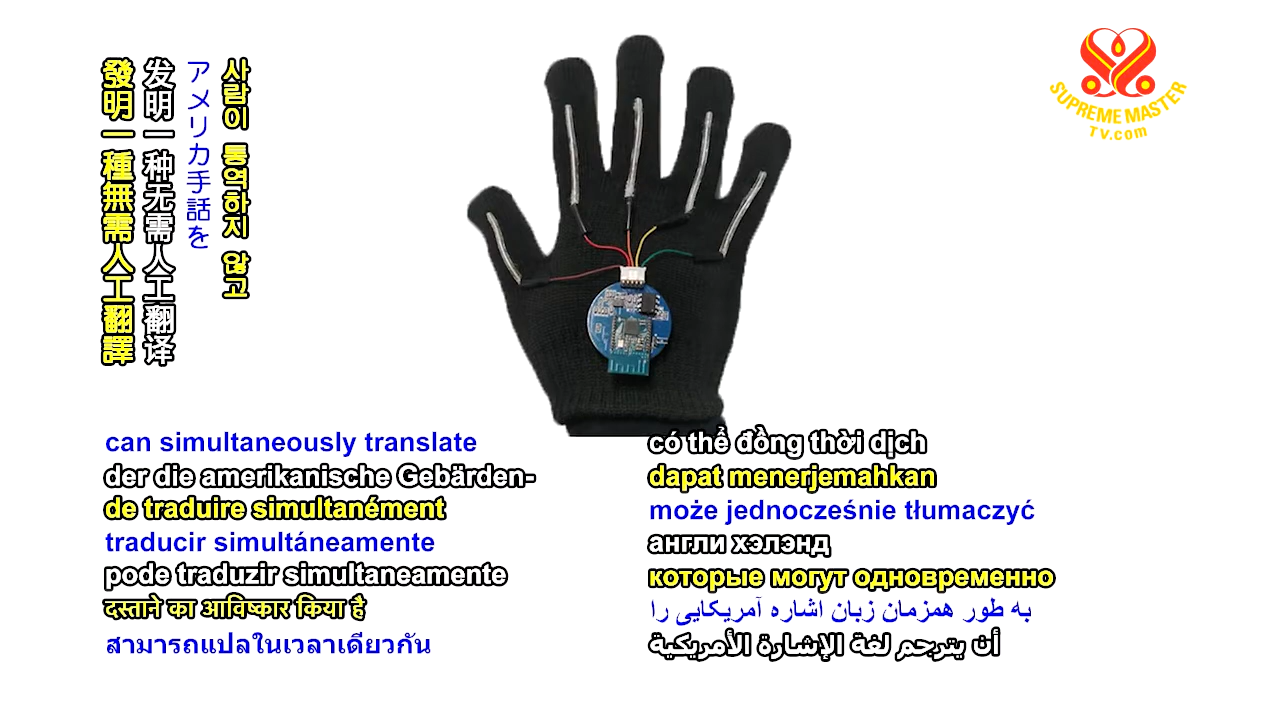 發明一種無需人工翻譯
发明一种无需人工翻译
アメリカ手話を
사람이 통역하지 않고
SUPREME MASTER
TV.com
can simultaneously translate
der die amerikanische Gebärden-
de traduire simultanément
traducir simultáneamente
pode traduzir simultaneamente
दस्ताने का आविष्कार किया है
สามารถแปลในเวลาเดียวกัน
có thể đồng thời dịch
dapat menerjemahkan
może jednocześnie tłumaczyć
англи хэлэнд
которые могут одновременно
به طور همزمان زبان اشاره آمریکایی را
أن يترجم لغة الإشارة الأمريكية